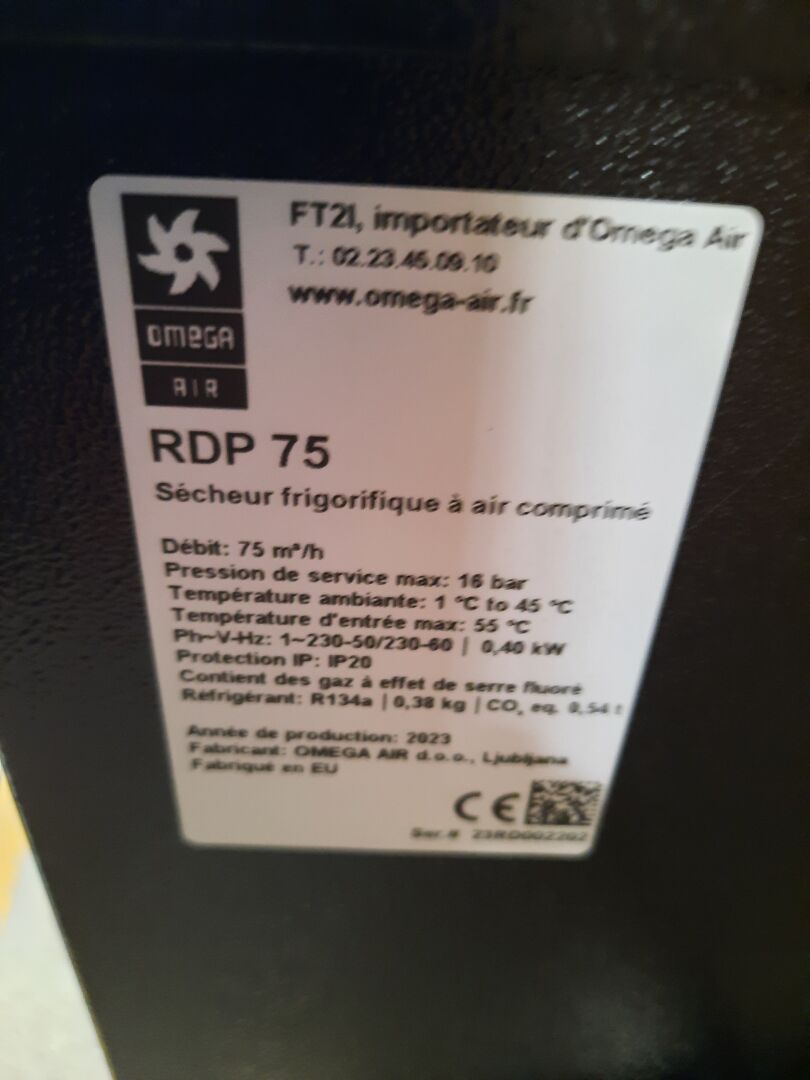 OMEGA
AIR
FT2I, importateur d'Omega Air
T.: 02.23.45.09.10
www.omega-air.fr
RDP 75
Sécheur frigorifique à air comprimé
Débit: 75 m³/h
Pression de service max: 16 bar
Température ambiante: 1 °C to 45 °C
Température d'entrée max: 55 °C
Ph~V-Hz: 1~230-50/230-60 | 0,40 kW
Protection IP: IP20
Contient des gaz à effet de serre fluoré
Réfrigérant: R134a | 0,38 kg | CO₂ eq. 0,54 t
Année de production: 2023
Fabricant: OMEGA AIR d.o.o., Ljubljana
Fabriqué en EU
CE
Ser.#